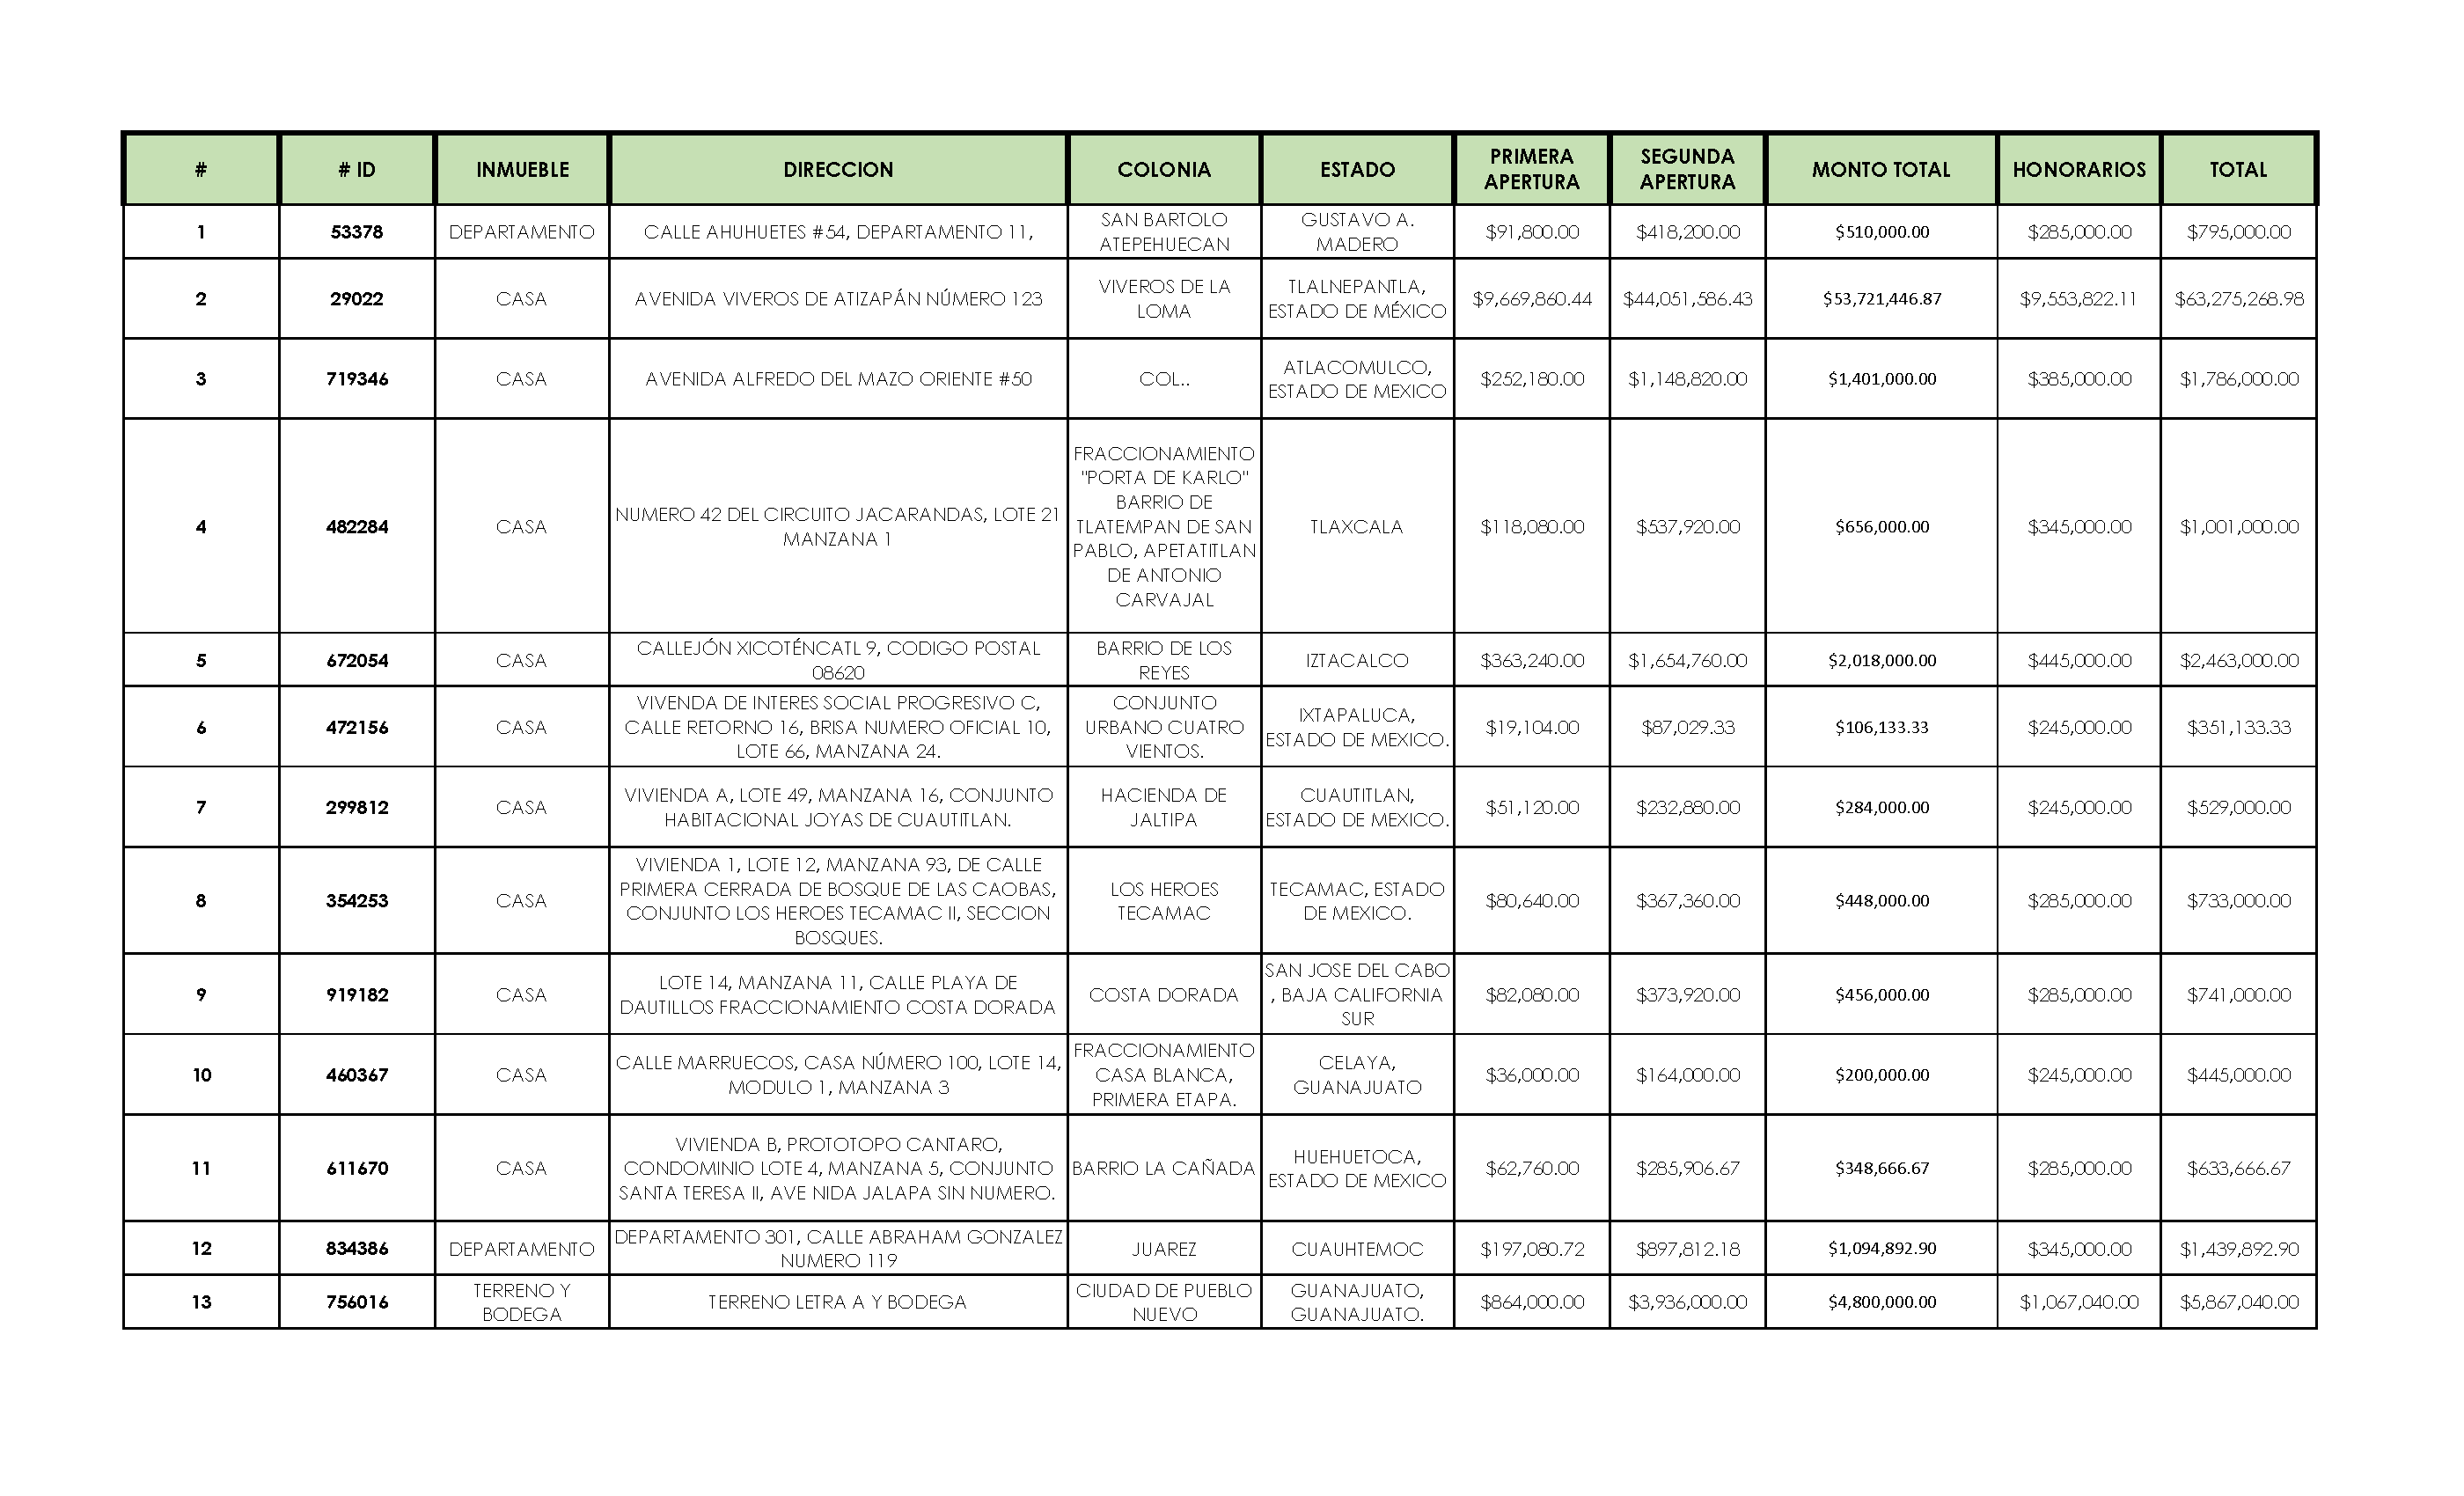 # # ID INMUEBLE DIRECCION COLONIA ESTADO PRIMERA APERTURA SEGUNDA APERTURA MONTO TOTAL HONORARIOS TOTAL
1 53378 DEPARTAMENTO CALLE AHUHUETES #54, DEPARTAMENTO 11, SAN BARTOLO ATEPEHUECAN GUSTAVO A. MADERO $91,800.00 $418,200.00 $510,000.00 $285,000.00 $795,000.00
2 29022 CASA AVENIDA VIVEROS DE ATIZAPÁN NÚMERO 123 VIVEROS DE LA LOMA TLALNEPANTLA, ESTADO DE MÉXICO $9,669,860.44 $44,051,586.43 $53,721,446.87 $9,553,822.11 $63,275,268.98
3 719346 CASA AVENIDA ALFREDO DEL MAZO ORIENTE #50 COL.. ATLACOMULCO, ESTADO DE MEXICO $252,180.00 $1,148,820.00 $1,401,000.00 $385,000.00 $1,786,000.00
4 482284 CASA NUMERO 42 DEL CIRCUITO JACARANDAS, LOTE 21 MANZANA 1 FRACCIONAMIENTO "PORTA DE KARLO" BARRIO DE TLATEMPAN DE SAN PABLO, APETATITLAN DE ANTONIO CARVAJAL TLAXCALA $118,080.00 $537,920.00 $656,000.00 $345,000.00 $1,001,000.00
5 672054 CASA CALLEJÓN XICOTÉNCATL 9, CODIGO POSTAL 08620 BARRIO DE LOS REYES IZTACALCO $363,240.00 $1,654,760.00 $2,018,000.00 $445,000.00 $2,463,000.00
6 472156 CASA VIVENDA DE INTERES SOCIAL PROGRESIVO C, CALLE RETORNO 16, BRISA NUMERO OFICIAL 10, LOTE 66, MANZANA 24. CONJUNTO URBANO CUATRO VIENTOS. IXTAPALUCA, ESTADO DE MEXICO. $19,104.00 $87,029.33 $106,133.33 $245,000.00 $351,133.33
7 299812 CASA VIVIENDA A, LOTE 49, MANZANA 16, CONJUNTO HABITACIONAL JOYAS DE CUAUTITLAN. HACIENDA DE JALTIPA CUAUTITLAN, ESTADO DE MEXICO. $51,120.00 $232,880.00 $284,000.00 $245,000.00 $529,000.00
8 354253 CASA VIVIENDA 1, LOTE 12, MANZANA 93, DE CALLE PRIMERA CERRADA DE BOSQUE DE LAS CAOBAS, CONJUNTO LOS HEROES TECAMAC II, SECCION BOSQUES. LOS HEROES TECAMAC TECAMAC, ESTADO DE MEXICO. $80,640.00 $367,360.00 $448,000.00 $285,000.00 $733,000.00
9 919182 CASA LOTE 14, MANZANA 11, CALLE PLAYA DE DAUTILLOS FRACCIONAMIENTO COSTA DORADA COSTA DORADA SAN JOSE DEL CABO , BAJA CALIFORNIA SUR $82,080.00 $373,920.00 $456,000.00 $285,000.00 $741,000.00
10 460367 CASA CALLE MARRUECOS, CASA NÚMERO 100, LOTE 14, MODULO 1, MANZANA 3 FRACCIONAMIENTO CASA BLANCA, PRIMERA ETAPA. CELAYA, GUANAJUATO $36,000.00 $164,000.00 $200,000.00 $245,000.00 $445,000.00
11 611670 CASA VIVIENDA B, PROTOTOPO CANTARO, CONDOMINIO LOTE 4, MANZANA 5, CONJUNTO SANTA TERESA II, AVE NIDA JALAPA SIN NUMERO. BARRIO LA CAÑADA HUEHUETOCA, ESTADO DE MEXICO $62,760.00 $285,906.67 $348,666.67 $285,000.00 $633,666.67
12 834386 DEPARTAMENTO DEPARTAMENTO 301, CALLE ABRAHAM GONZALEZ NUMERO 119 JUAREZ CUAUHTEMOC $197,080.72 $897,812.18 $1,094,892.90 $345,000.00 $1,439,892.90
13 756016 TERRENO Y BODEGA TERRENO LETRA A Y BODEGA CIUDAD DE PUEBLO NUEVO GUANAJUATO, GUANAJUATO. $864,000.00 $3,936,000.00 $4,800,000.00 $1,067,040.00 $5,867,040.00